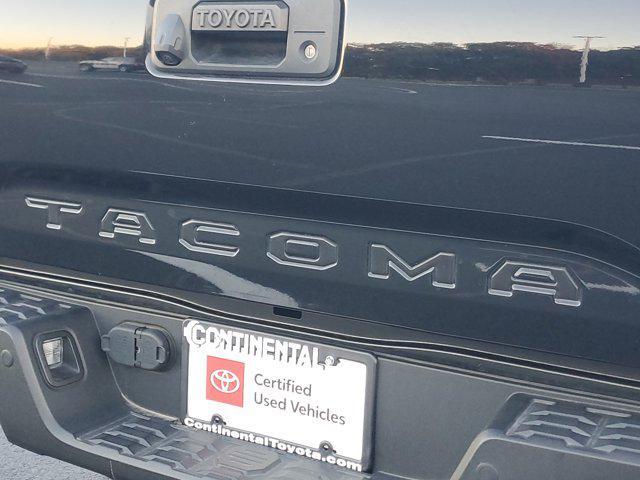 TOYOTA
TACOMA
CONTINENTAL®
Certified
Used Vehicles
ContinentalToyota.com